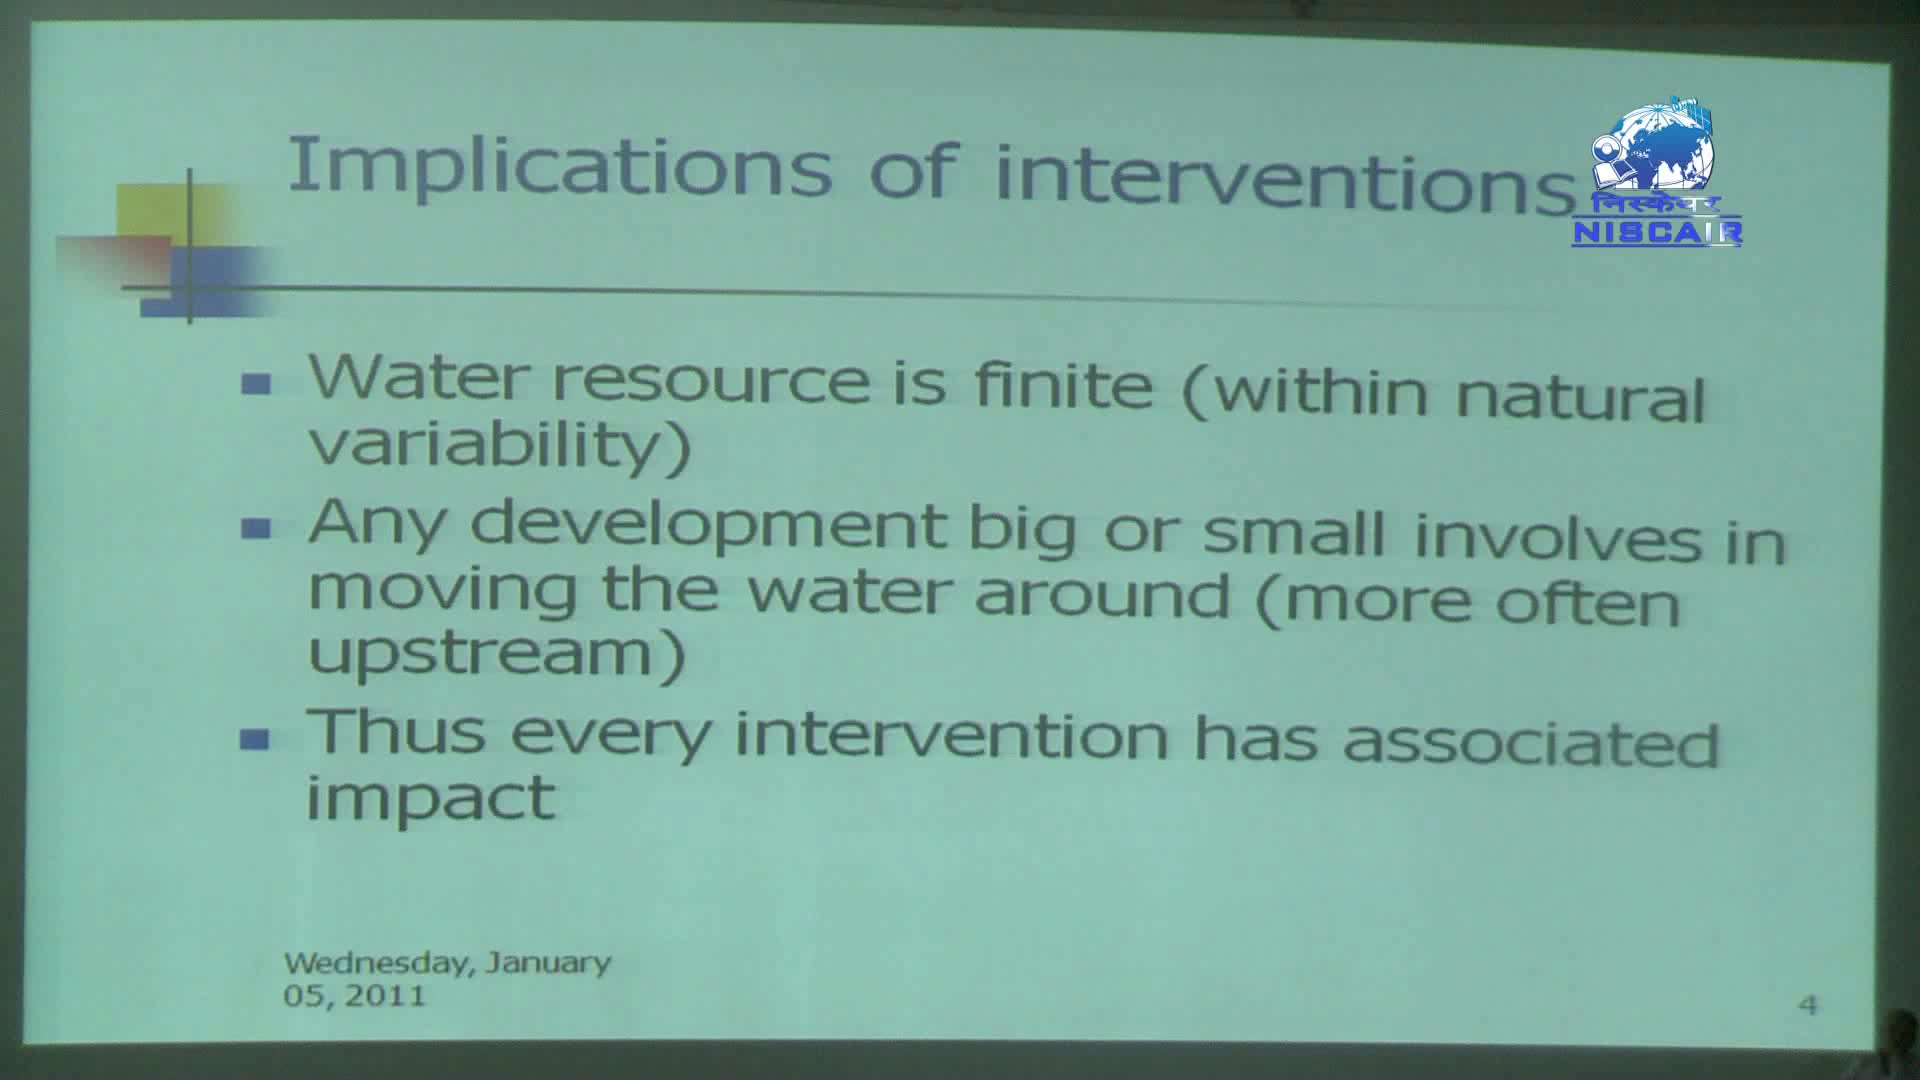 Implications of interventions
निस्केयर
NISCAIR
Water resource is finite (within natural
variability)
Any development big or small involves in
moving the water around (more often
upstream)
Thus every intervention has associated
impact
Wednesday, January
05, 2011
4